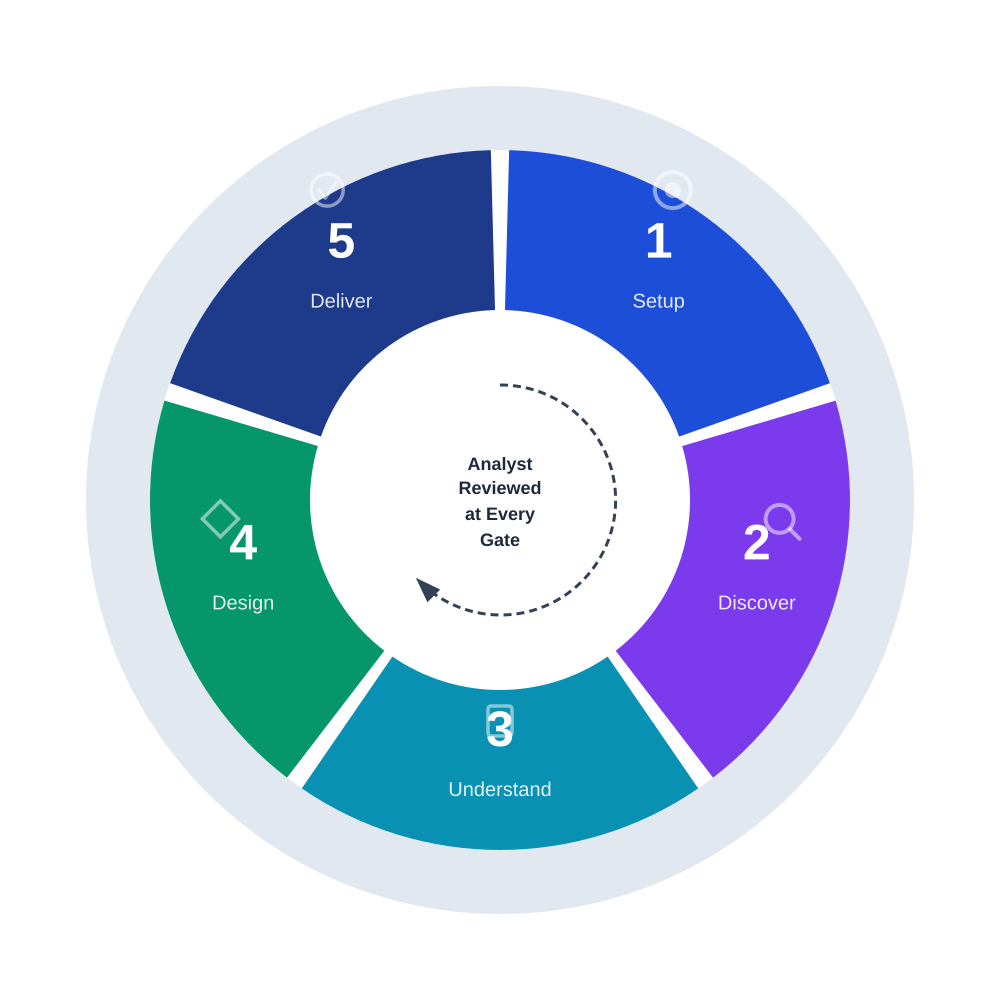 1
Setup
2
Discover
3
Understand
4
Design
5
Deliver
Analyst
Reviewed
at Every
Gate